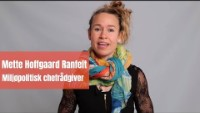 Mette Hoffgaard Ranfelt
Miljøpolitisk chefrådgiver